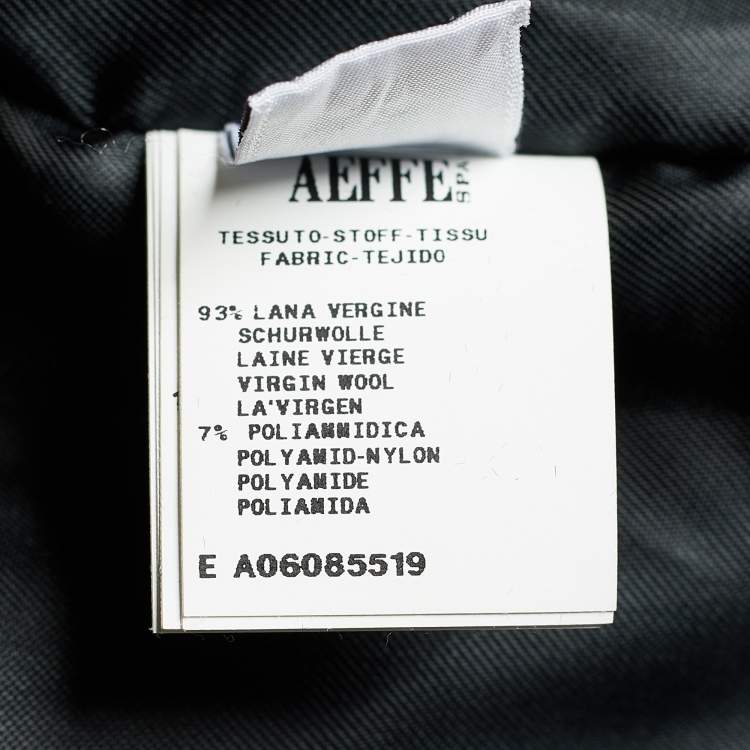 AEFFE SPA
TESSUTO-STOFF-TISSU
FABRIC-TEJIDO
93% LANA VERGINE
SCHURWOLLE
LAINE VIERGE
VIRGIN WOOL
LA'VIRGEN
7% POLIAMMIDICA
POLYAMID-NYLON
POLYAMIDE
POLIAMIDA
E A06085519